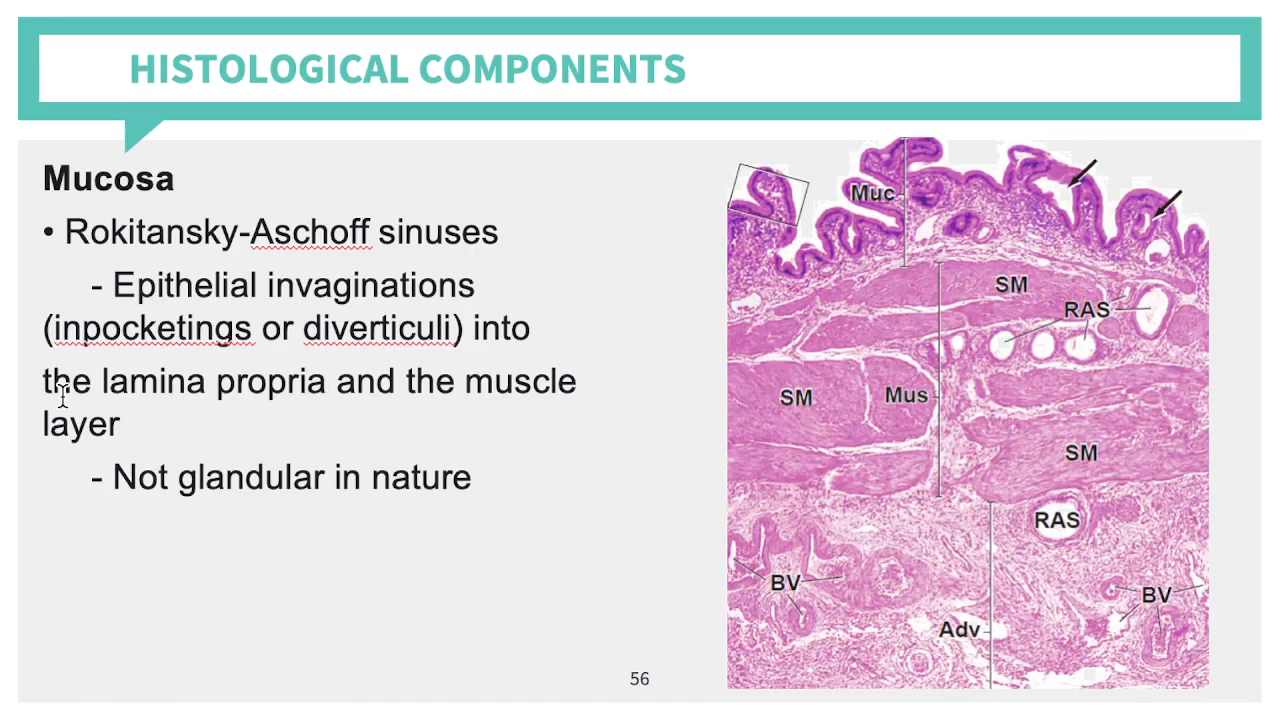 HISTOLOGICAL COMPONENTS
Mucosa
• Rokitansky-Aschoff sinuses
- Epithelial invaginations
(inpocketings or diverticuli) into
the lamina propria and the muscle
layer
- Not glandular in nature
Muc
SM
RAS
SM
Mus
SM
RAS
BV
BV
Adv
56